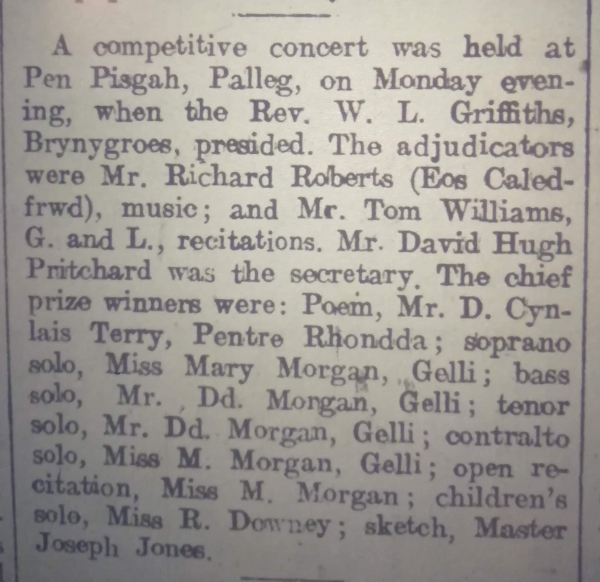 A competitive concert was held at
Pen Pisgah, Palleg, on Monday even-
ing, when the Rev. W. L. Griffiths,
Brynygroes, presided. The adjudicators
were Mr. Richard Roberts (Eos Caled-
frwd), music; and Mr. Tom Williams,
G. and L., recitations. Mr. David Hugh
Pritchard was the secretary. The chief
prize winners were: Poem, Mr. D. Cyn-
lais Terry, Pentre Rhondda; soprano
solo, Miss Mary Morgan, Gelli; bass
solo, Mr. Dd. Morgan, Gelli; tenor
solo, Mr. Dd. Morgan, Gelli; contralto
solo, Miss M. Morgan, Gelli; open re-
citation, Miss M. Morgan; children's
solo, Miss R. Downey; sketch, Master
Joseph Jones.